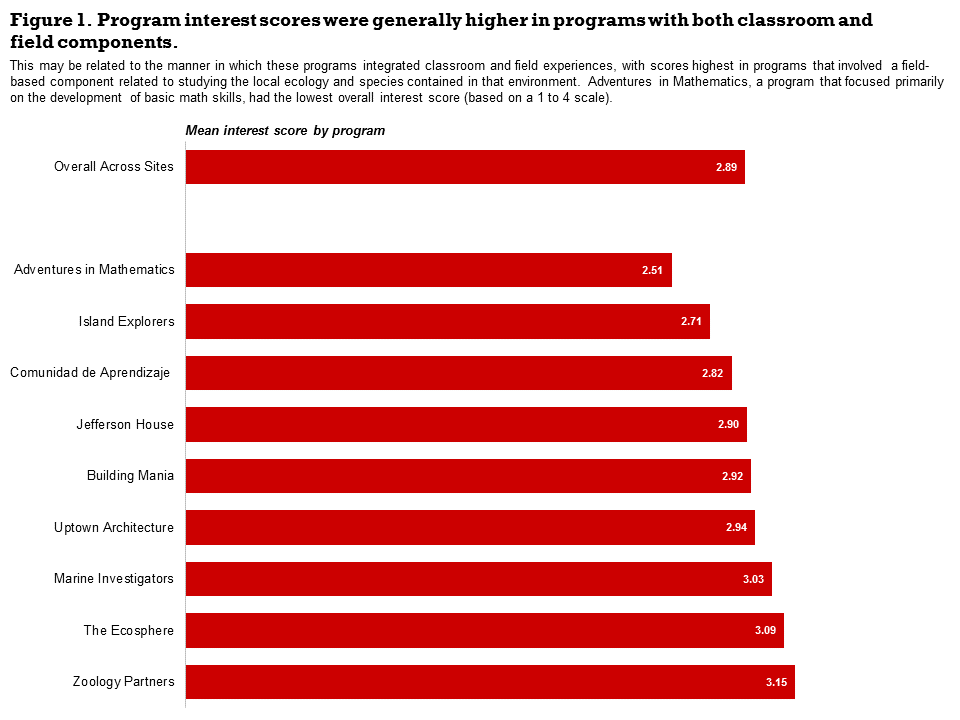 Figure 1. Program interest scores were generally higher in programs with both classroom and
field components.
This may be related to the manner in which these programs integrated classroom and field experiences, with scores highest in programs that involved a field-
based component related to studying the local ecology and species contained in that environment. Adventures in Mathematics, a program that focused primarily
on the development of basic math skills, had the lowest overall interest score (based on a 1 to 4 scale).
Mean interest score by program
Overall Across Sites 2.89
Adventures in Mathematics 2.51
Island Explorers 2.71
Comunidad de Aprendizaje 2.82
Jefferson House 2.90
Building Mania 2.92
Uptown Architecture 2.94
Marine Investigators 3.03
The Ecosphere 3.09
Zoology Partners 3.15